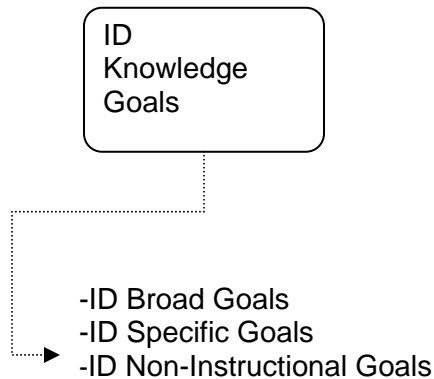 ID
Knowledge
Goals
-ID Broad Goals
-ID Specific Goals
-ID Non-Instructional Goals